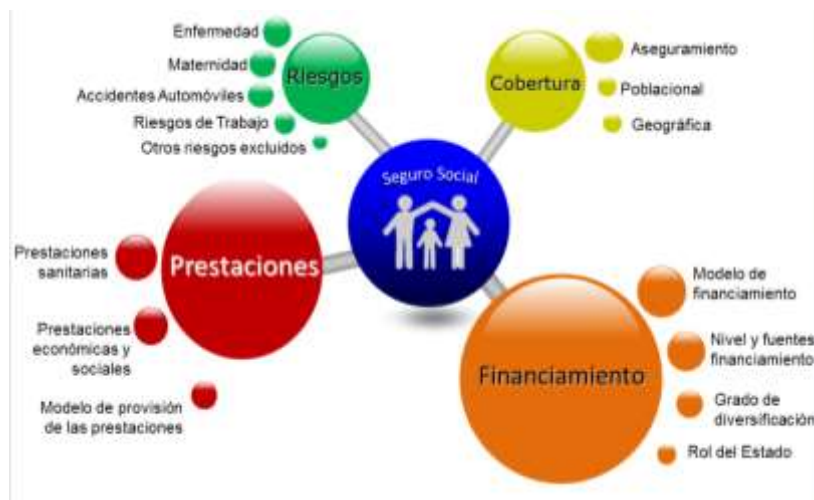 Riesgos
Enfermedad
Maternidad
Accidentes Automóviles
Riesgos de Trabajo
Otros riesgos excluidos
Cobertura
Aseguramiento
Poblacional
Geográfica
Seguro Social
Prestaciones
Prestaciones
sanitarias
Prestaciones
económicas y
sociales
Modelo de provisión
de las prestaciones
Financiamiento
Modelo de
financiamiento
Nivel y fuentes
financiamiento
Grado de
diversificación
Rol del Estado